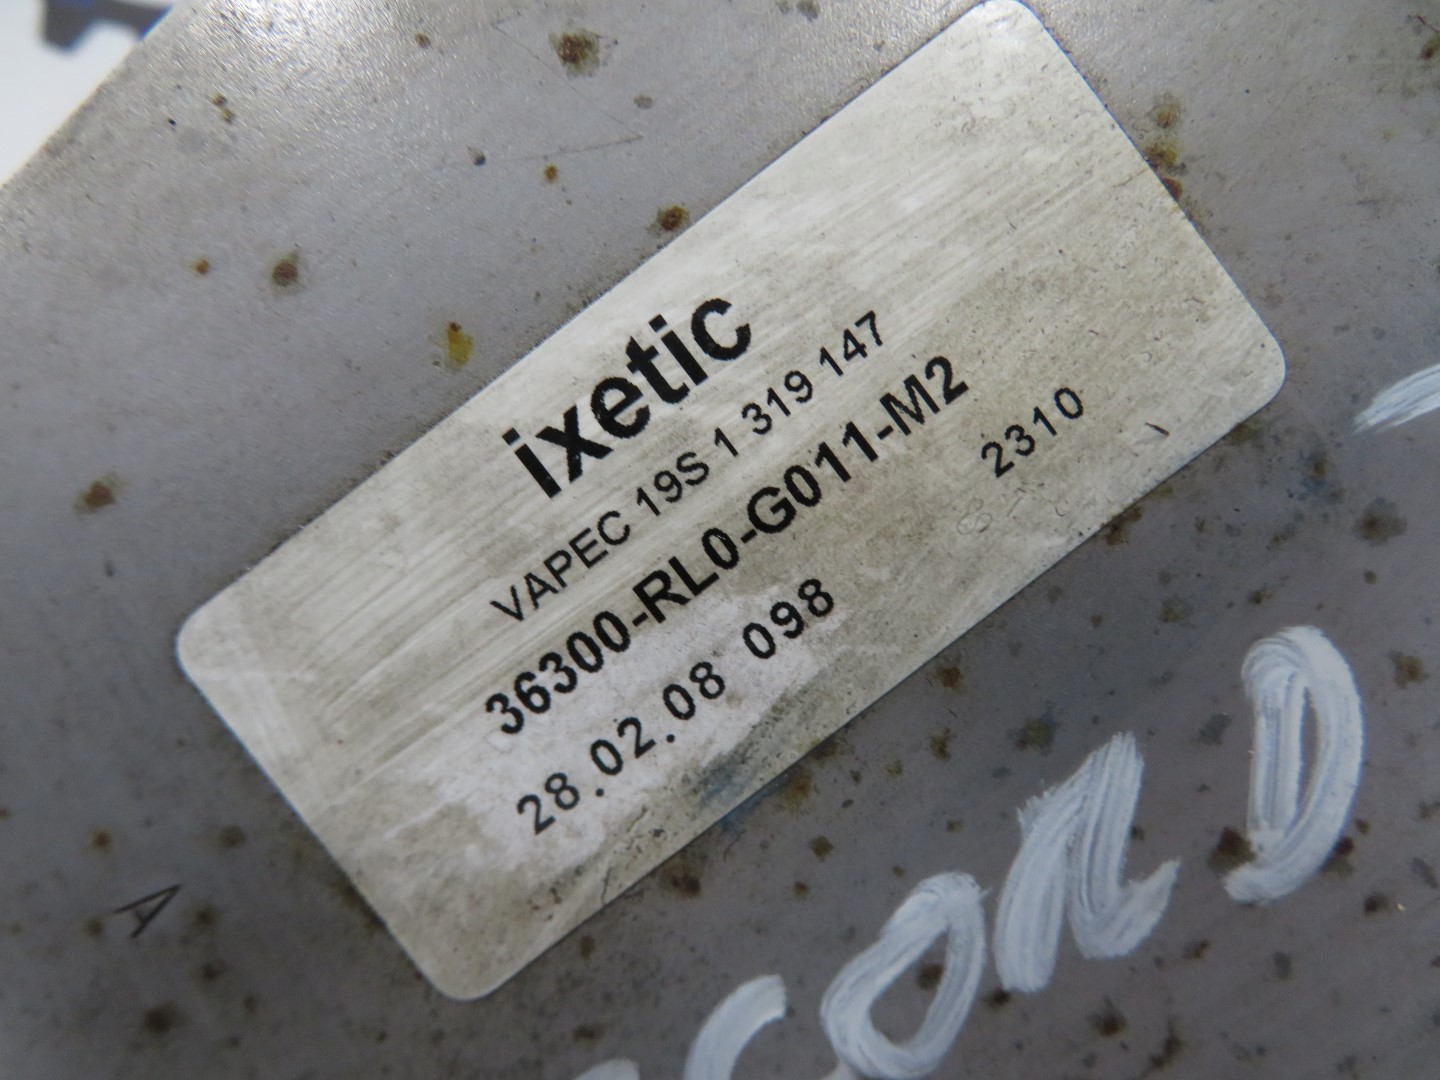 ixetic
VAPEC 19S 1 319 147
36300-RL0-G011-M2
2310
28.02.08 098
A